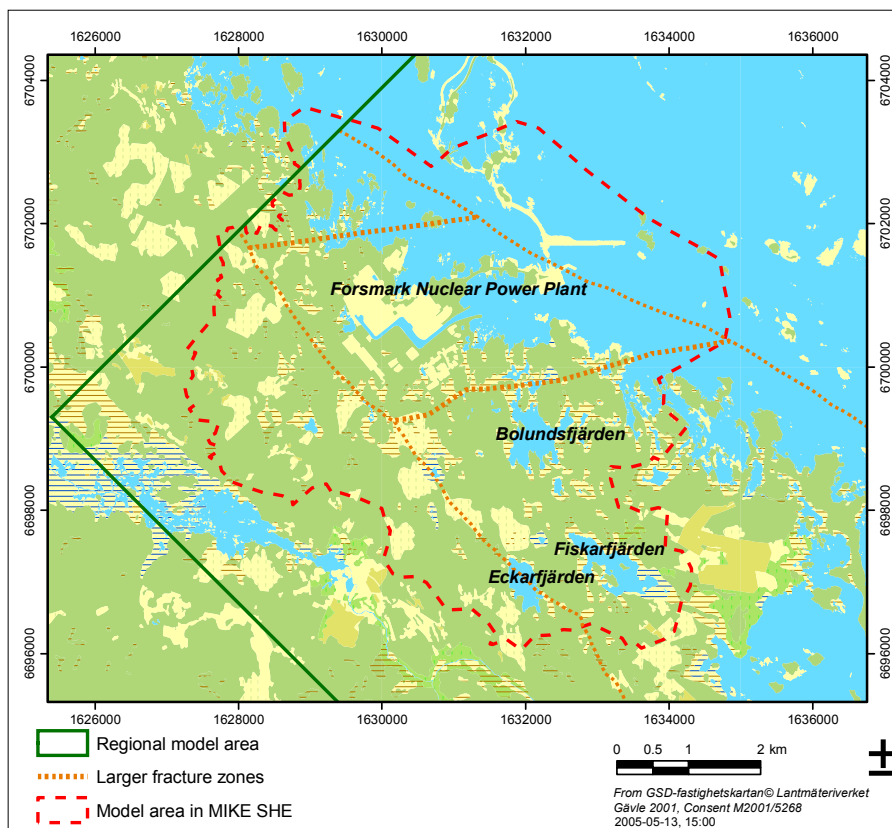 1626000 1628000 1630000 1632000 1634000 1636000
6704000
6704000
6702000
6702000
Forsmark Nuclear Power Plant
6700000
6700000
Bolundsfjärden
6698000
6698000
Fiskarfjärden
Eckarfjärden
6696000
6696000
1626000 1628000 1630000 1632000 1634000 1636000
Regional model area
Larger fracture zones
Model area in MIKE SHE
0 0.5 1 2 km
From GSD-fastighetskartan© Lantmäteriverket
Gävle 2001, Consent M2001/5268
2005-05-13, 15:00